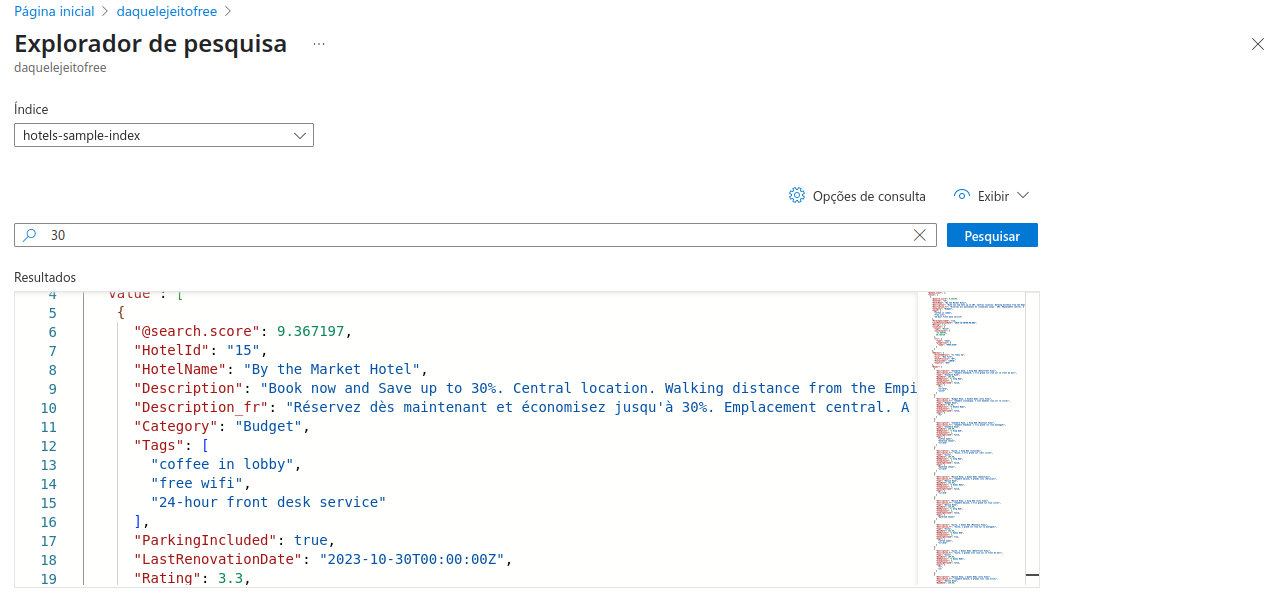 Página inicial > daquelejeitofree >
Explorador de pesquisa ...
daquelejeitofree
Índice
hotels-sample-index
Opções de consulta Exibir
30
Pesquisar
Resultados
4 value": [
5 {
6 "@search.score": 9.367197,
7 "HotelId": "15",
8 "HotelName": "By the Market Hotel",
9 "Description": "Book now and Save up to 30%. Central location. Walking distance from the Empi
10 "Description_fr": "Réservez dès maintenant et économisez jusqu'à 30%. Emplacement central. A
11 "Category": "Budget",
12 "Tags": [
13 "coffee in lobby",
14 "free wifi",
15 "24-hour front desk service"
16 ],
17 "ParkingIncluded": true,
18 "LastRenovationDate": "2023-10-30T00:00:00Z",
19 "Rating": 3.3,